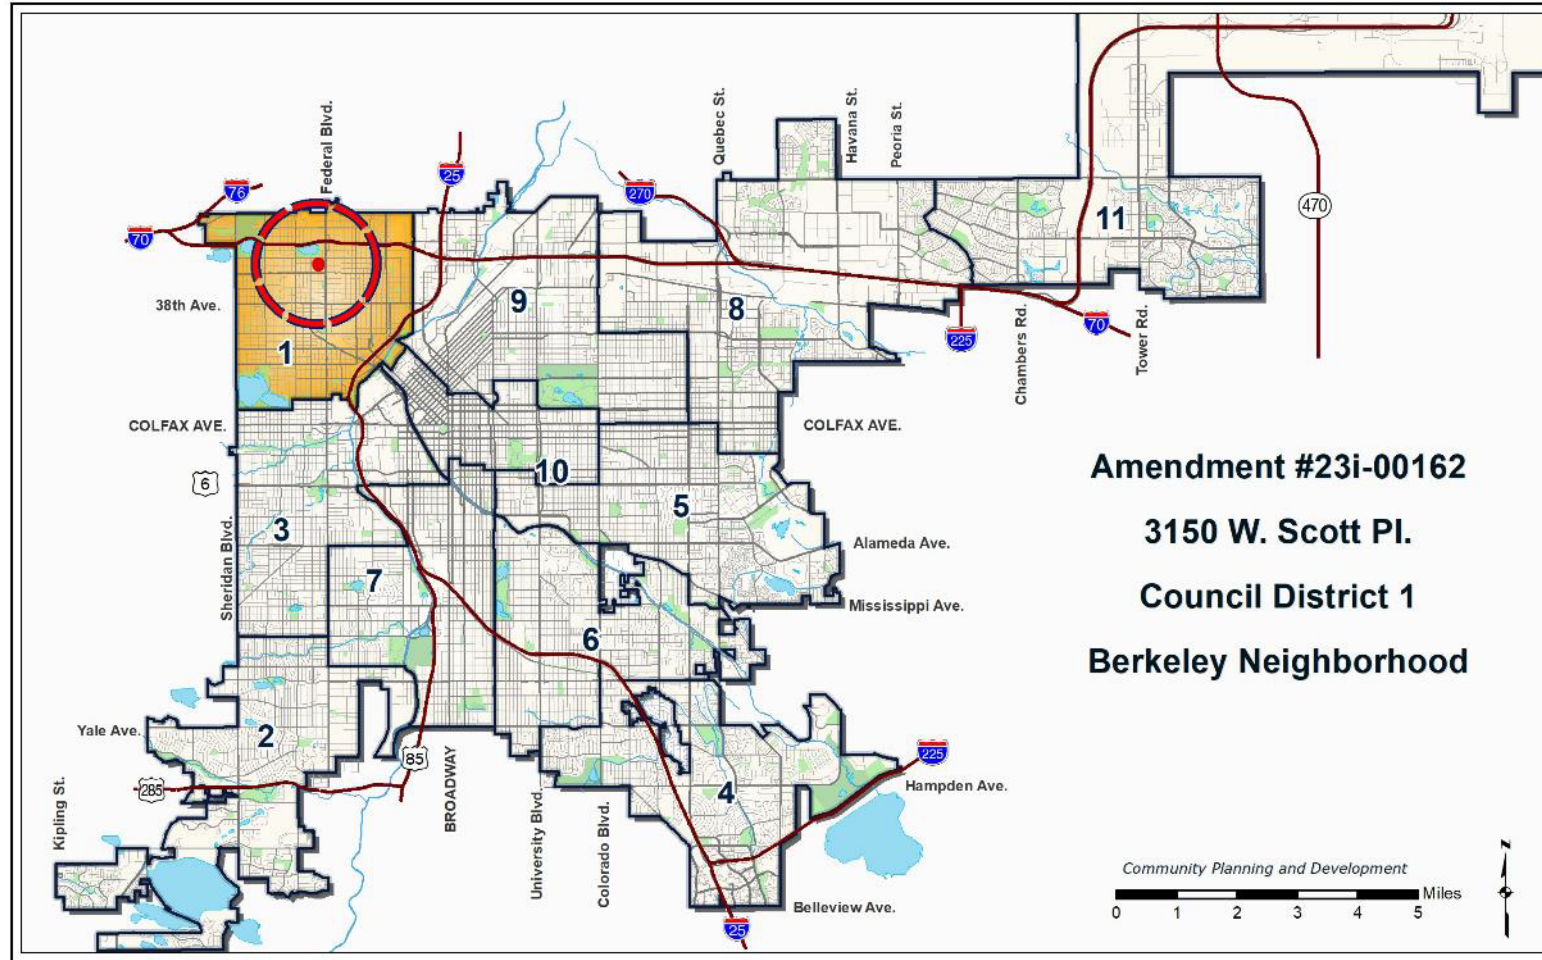 Federal Blvd.
Quebec St.
Havana St.
Peoria St.
76
25
270
70
11
470
38th Ave.
9
8
1
225
70
Chambers Rd.
Tower Rd.
COLFAX AVE.
COLFAX AVE.
6
10
5
3
Sheridan Blvd.
Alameda Ave.
7
Mississippi Ave.
6
Amendment #23i-00162
3150 W. Scott Pl.
Council District 1
Berkeley Neighborhood
Yale Ave.
2
85
BROADWAY
285
Kipling St.
University Blvd.
Colorado Blvd.
4
225
Hampden Ave.
Belleview Ave.
25
Community Planning and Development
Miles
0 1 2 3 4 5
N